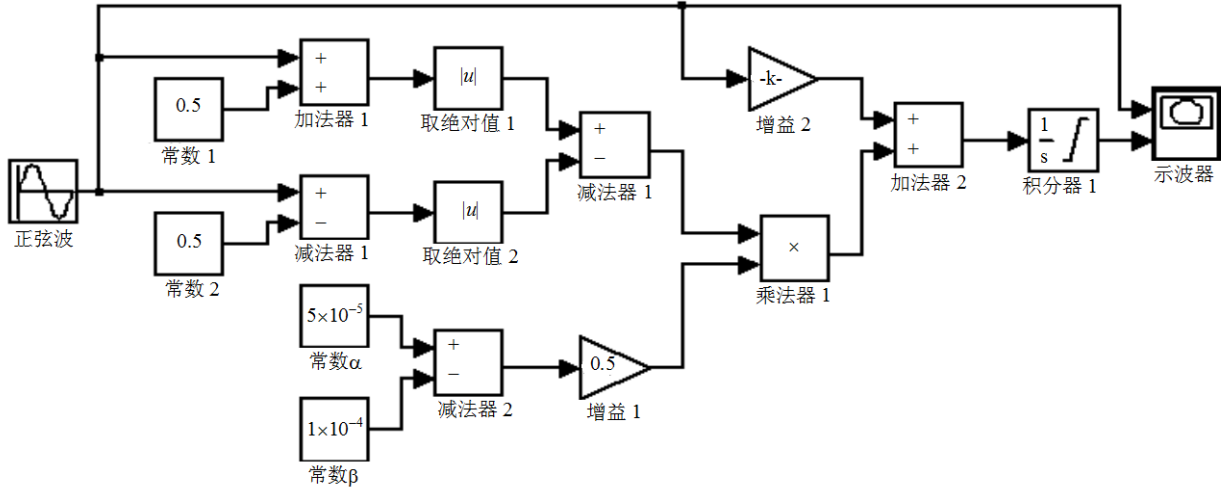 +
+
加法器 1
0.5
常数 1
|u|
取绝对值 1
+
−
减法器 1
-k-
增益 2
+
+
加法器 2
1
s
积分器 1
示波器
正弦波
+
−
减法器 1
0.5
常数 2
|u|
取绝对值 2
×
乘法器 1
5×10⁻⁵
常数α
+
−
减法器 2
0.5
增益 1
1×10⁻⁴
常数β